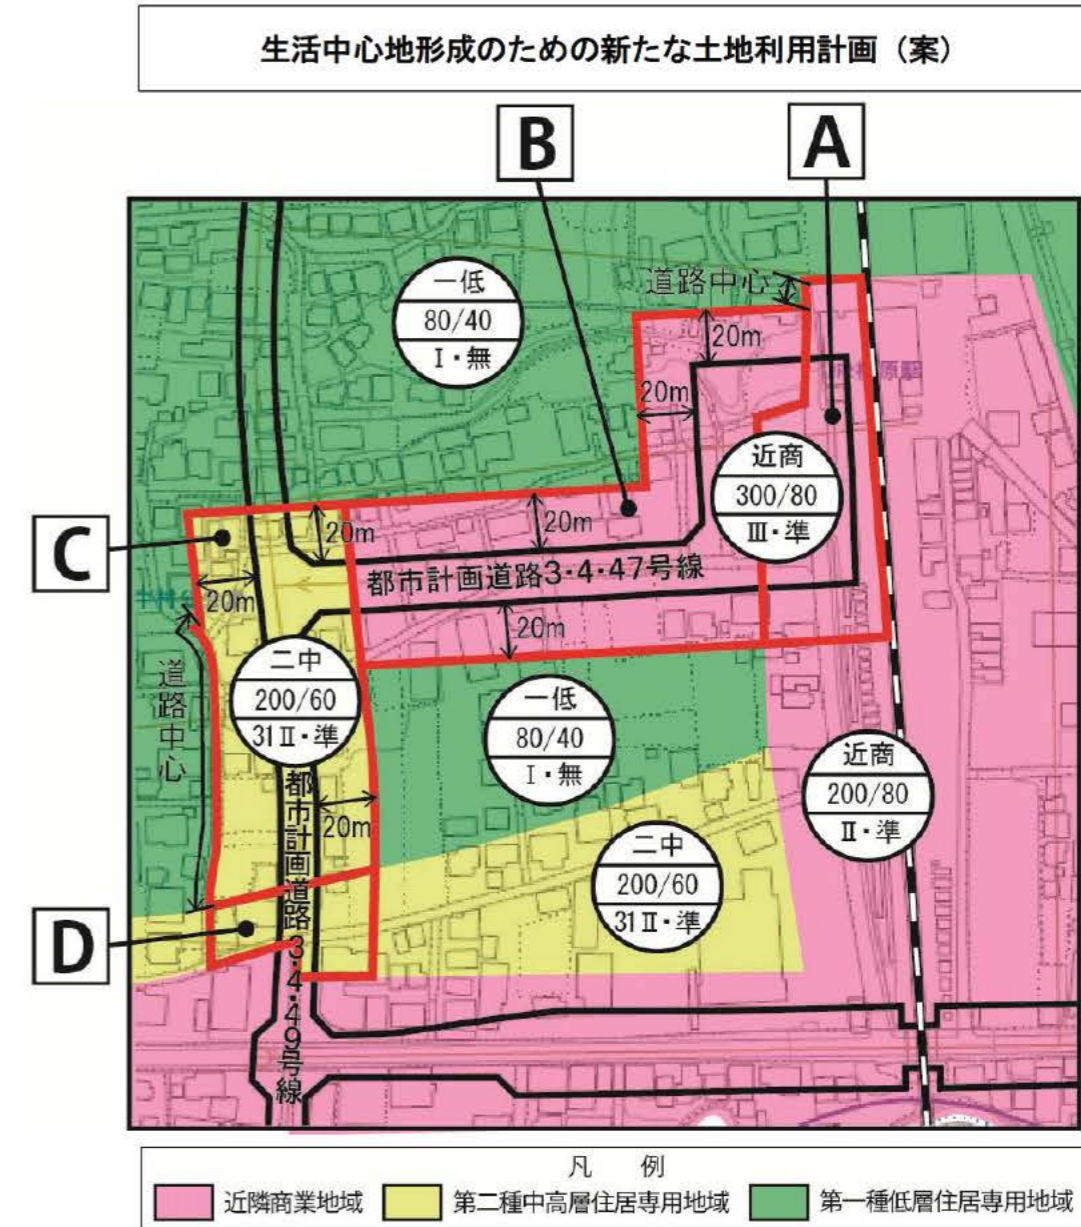 生活中心地形成のための新たな土地利用計画（案）
B
A
一低
80/40
Ⅰ・無
道路中心
20m
20m
近商
300/80
Ⅲ・準
C
20m
20m
都市計画道路3・4・47号線
20m
20m
道路中心
二中
200/60
31Ⅱ・準
一低
80/40
Ⅰ・無
近商
200/80
Ⅱ・準
20m
二中
200/60
31Ⅱ・準
都市計画道路3・4・49号線
D
凡　例
近隣商業地域
第二種中高層住居専用地域
第一種低層住居専用地域